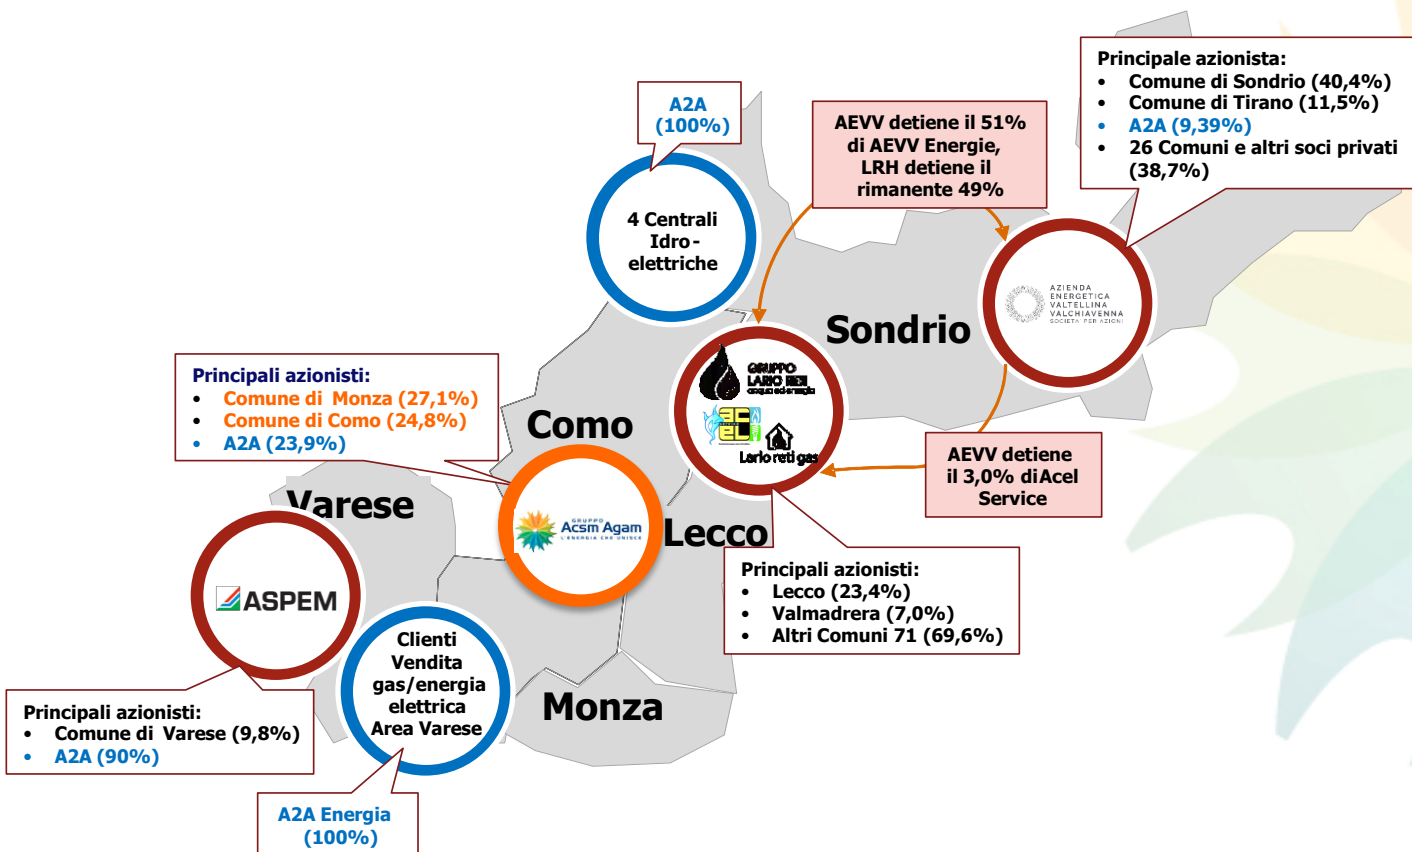 Principale azionista:
• Comune di Sondrio (40,4%)
• Comune di Tirano (11,5%)
• A2A (9,39%)
• 26 Comuni e altri soci privati
(38,7%)
A2A
(100%)
AEVV detiene il 51%
di AEVV Energie,
LRH detiene il
rimanente 49%
4 Centrali
Idro-
elettriche
AZIENDA
ENERGETICA
VALTELLINA
VALCHIAVENNA
SOCIETA' PER AZIONI
Sondrio
GRUPPO
LARIO RETI
acqua ed energia
acel
service
Lario reti gas
Principali azionisti:
• Comune di Monza (27,1%)
• Comune di Como (24,8%)
• A2A (23,9%)
Como
AEVV detiene
il 3,0% diAcel
Service
Varese
GRUPPO
Acsm Agam
L'ENERGIA CHE UNISCE
Lecco
Principali azionisti:
• Lecco (23,4%)
• Valmadrera (7,0%)
• Altri Comuni 71 (69,6%)
ASPEM
Clienti
Vendita
gas/energia
elettrica
Area Varese
Monza
Principali azionisti:
• Comune di Varese (9,8%)
• A2A (90%)
A2A Energia
(100%)